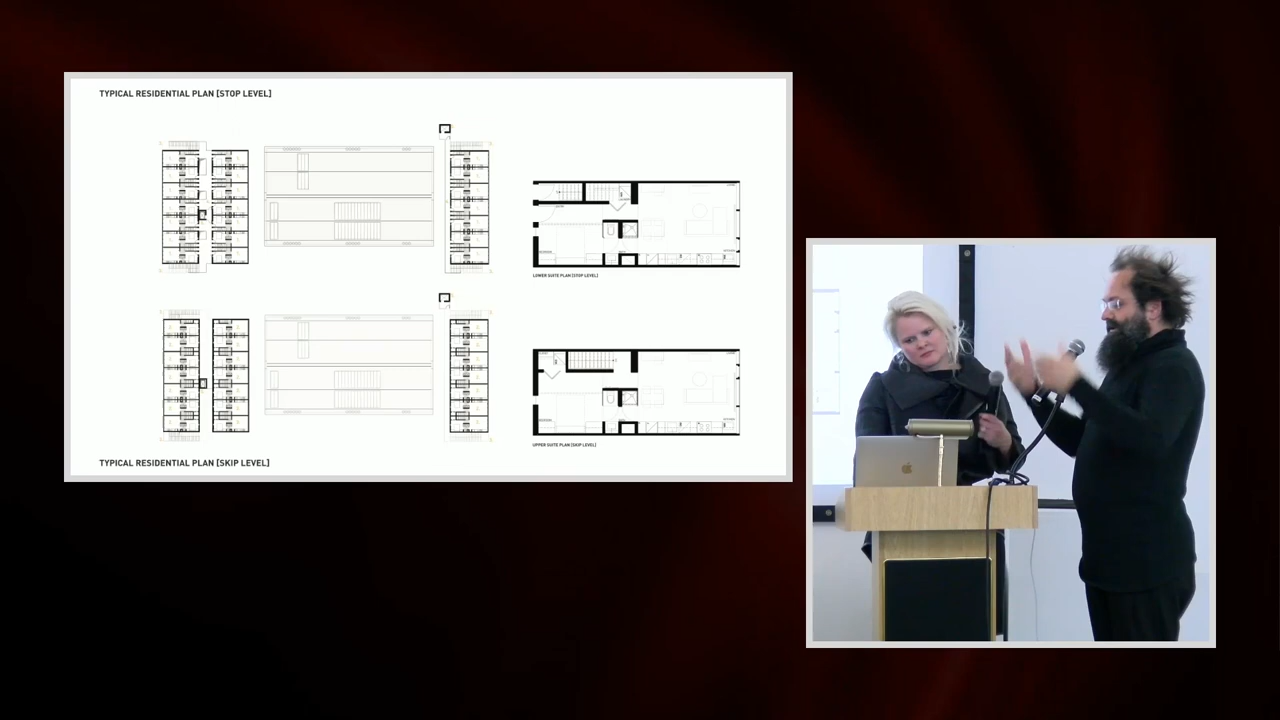 TYPICAL RESIDENTIAL PLAN [STOP LEVEL]
LOWER SUITE PLAN [STOP LEVEL]
UPPER SUITE PLAN [SKIP LEVEL]
TYPICAL RESIDENTIAL PLAN [SKIP LEVEL]